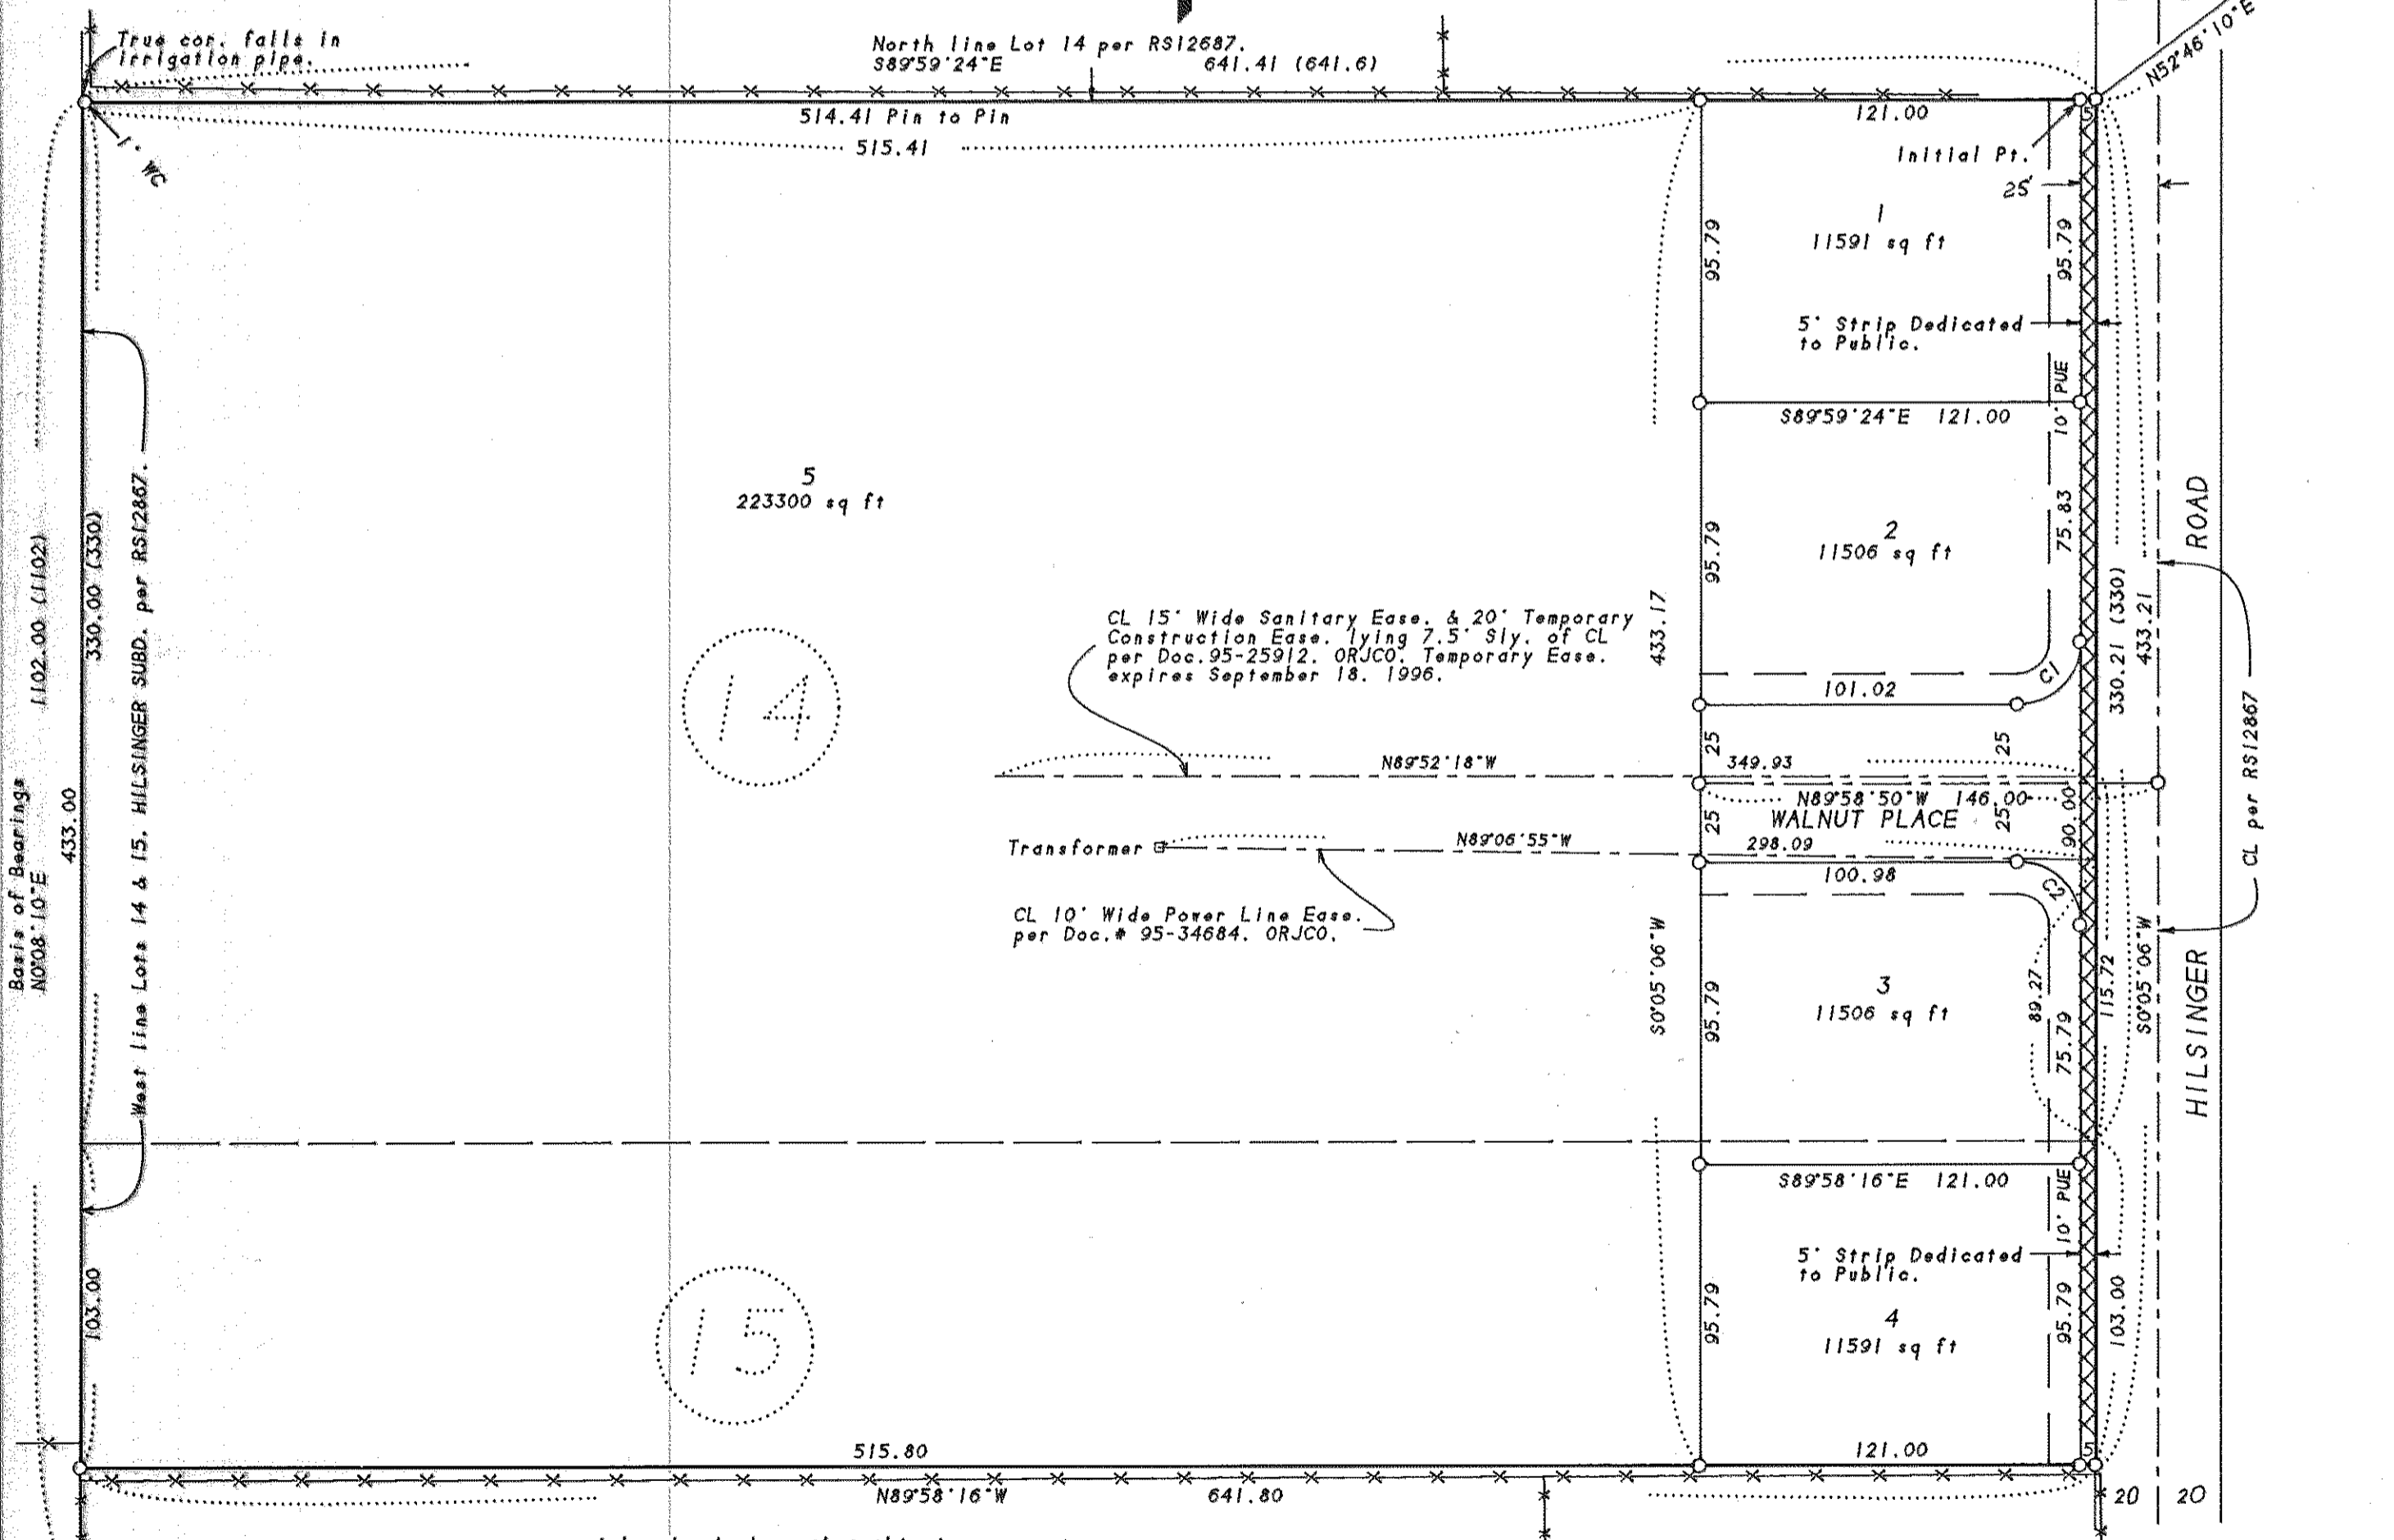 True cor. falls in
irrigation pipe.
North line Lot 14 per RS12687.
S89°59'24"E 641.41 (641.6)
N52°46'10"E
514.41 Pin to Pin
515.41
1' WC
121.00
5
Initial Pt.
25'
1
11591 sq ft
95.79
95.79
5' Strip Dedicated
to Public.
10' PUE
S89°59'24"E 121.00
5
223300 sq ft
2
11506 sq ft
95.79
75.83
ROAD
West line Lots 14 & 15. HILSINGER SUBD. per RS12867.
330.00 (330)
1102.00 (1102)
Basis of Bearings
N0°08'10"E
433.00
14
CL 15' Wide Sanitary Ease. & 20' Temporary
Construction Ease. lying 7.5' Sly. of CL
per Doc.95-25912. ORJCO. Temporary Ease.
expires September 18. 1996.
433.17
330.21 (330)
433.21
C1
101.02
25
25
N89°52'18"W
349.93
N89°58'50"W 146.00
WALNUT PLACE
25
25
90.00
CL per RS12867
Transformer
N89°06'55"W
298.09
100.98
C2
CL 10' Wide Power Line Ease.
per Doc.# 95-34684. ORJCO.
S0°05'06"W
S0°05'06"W
95.79
3
11506 sq ft
89.27
75.79
115.72
HILSINGER
S89°58'16"E 121.00
10' PUE
5' Strip Dedicated
to Public.
103.00
15
95.79
4
11591 sq ft
95.79
103.00
515.80
121.00
5
N89°58'16"W 641.80
20
20